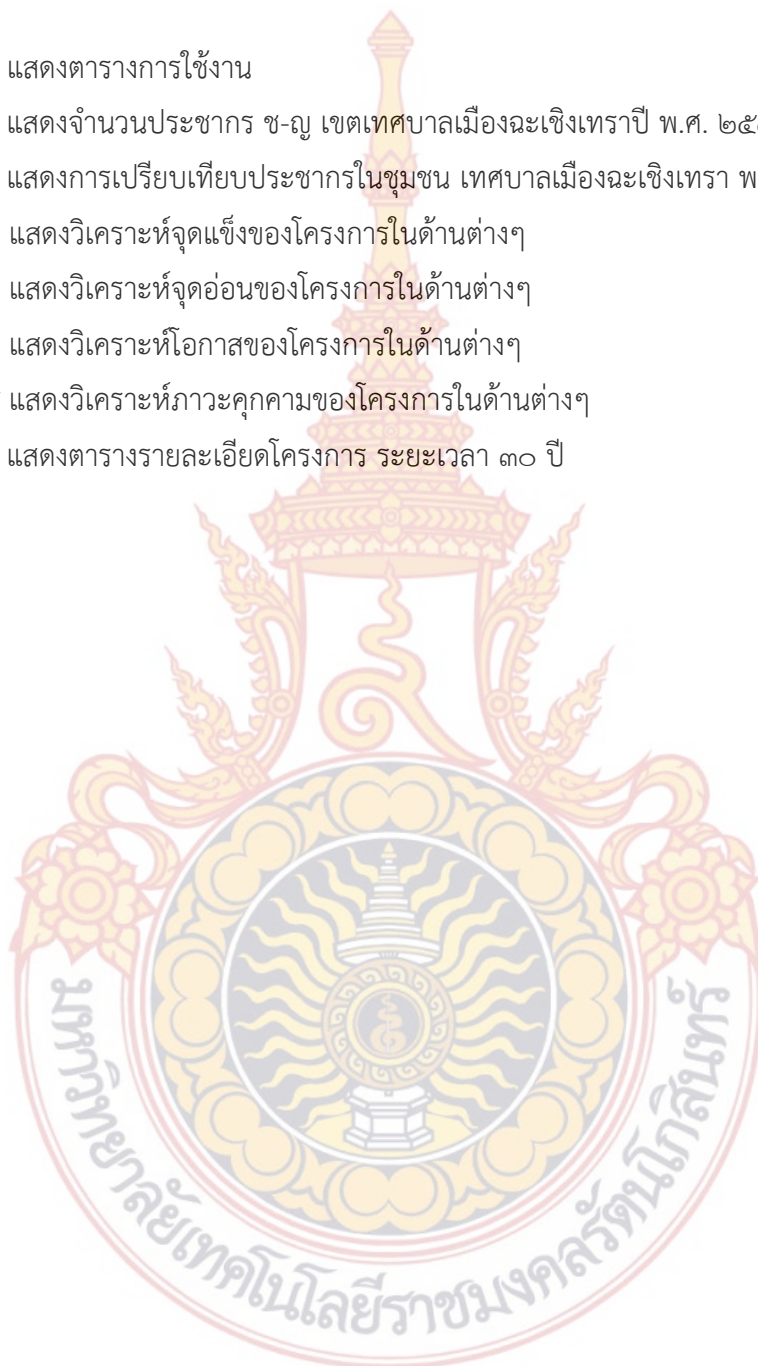 แสดงตารางการใช้งาน
แสดงจำนวนประชากร ช-ญ เขตเทศบาลเมืองฉะเชิงเทราปี พ.ศ.
แสดงการเปรียบเทียบประชากรในชุมชน เทศบาลเมืองฉะเชิงเทรา
แสดงวิเคราะห์จุดแข็งของโครงการในด้านต่างๆ
แสดงวิเคราะห์จุดอ่อนของโครงการในด้านต่างๆ
แสดงวิเคราะห์โอกาสของโครงการในด้านต่างๆ
แสดงวิเคราะห์ภาวะคุกคามของโครงการในด้านต่างๆ
แสดงตารางรายละเอียดโครงการ ระยะเวลา ๓๐ ปี
มหาวิทยาลัยเทคโนโลยีราชมงคลรัตนโกสินทร์